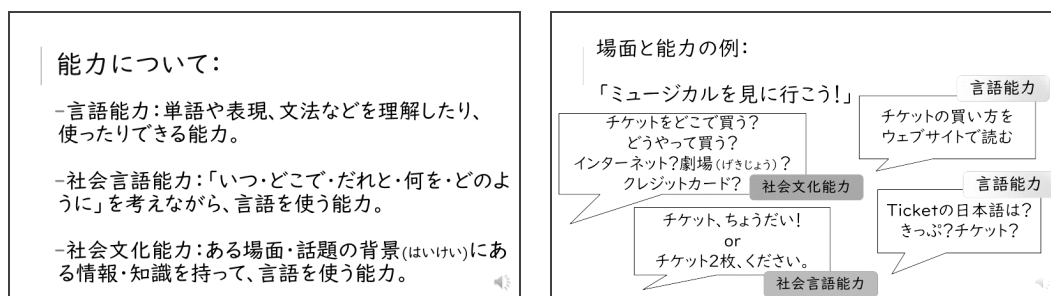 能力について：
-言語能力：単語や表現、文法などを理解したり、
使ったりできる能力。
-社会言語能力：「いつ・どこで・だれと・何を・どのよ
うに」を考えながら、言語を使う能力。
-社会文化能力：ある場面・話題の背景(はいけい)にあ
る情報・知識を持って、言語を使う能力。
場面と能力の例：
「ミュージカルを見に行こう！」
チケットをどこで買う？
どうやって買う？
インターネット？劇場(げきじょう)？
クレジットカード？
社会文化能力
言語能力
チケットの買い方を
ウェブサイトで読む
チケット、ちょうだい！
or
チケット2枚、ください。
社会言語能力
言語能力
Ticketの日本語は？
きっぷ？チケット？